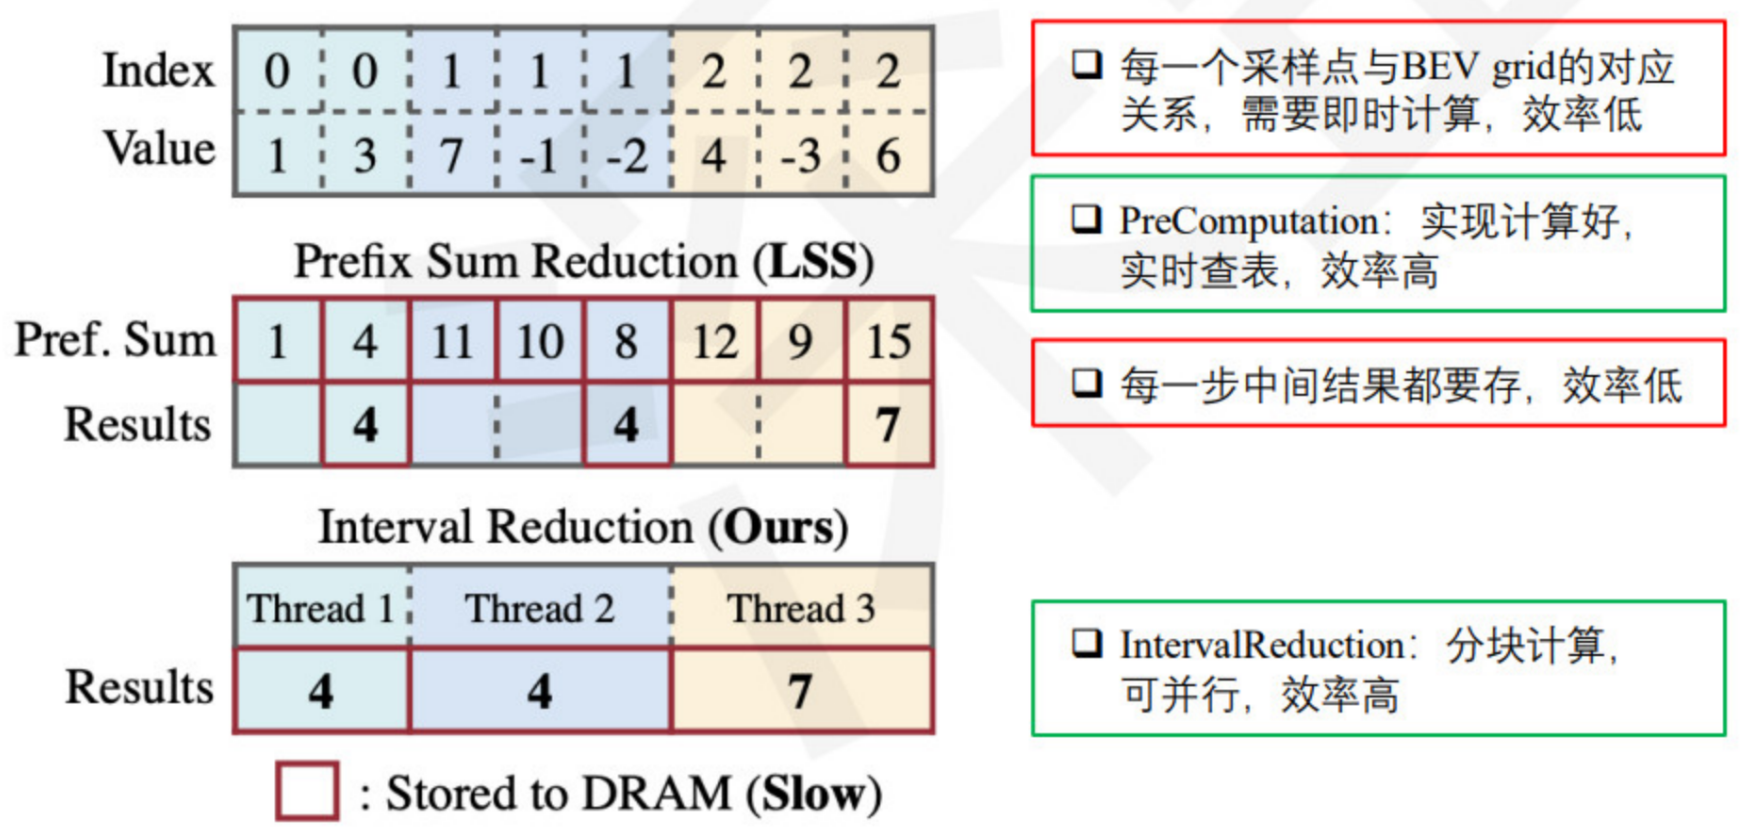 Index 0 0 1 1 1 2 2 2
Value 1 3 7 -1 -2 4 -3 6
Prefix Sum Reduction (LSS)
Pref. Sum 1 4 11 10 8 12 9 15
Results 4 4 7
Interval Reduction (Ours)
Thread 1 Thread 2 Thread 3
Results 4 4 7
: Stored to DRAM (Slow)
❑ 每一个采样点与BEV grid的对应
关系，需要即时计算，效率低
❑ PreComputation：实现计算好，
实时查表，效率高
❑ 每一步中间结果都要存，效率低
❑ IntervalReduction：分块计算，
可并行，效率高